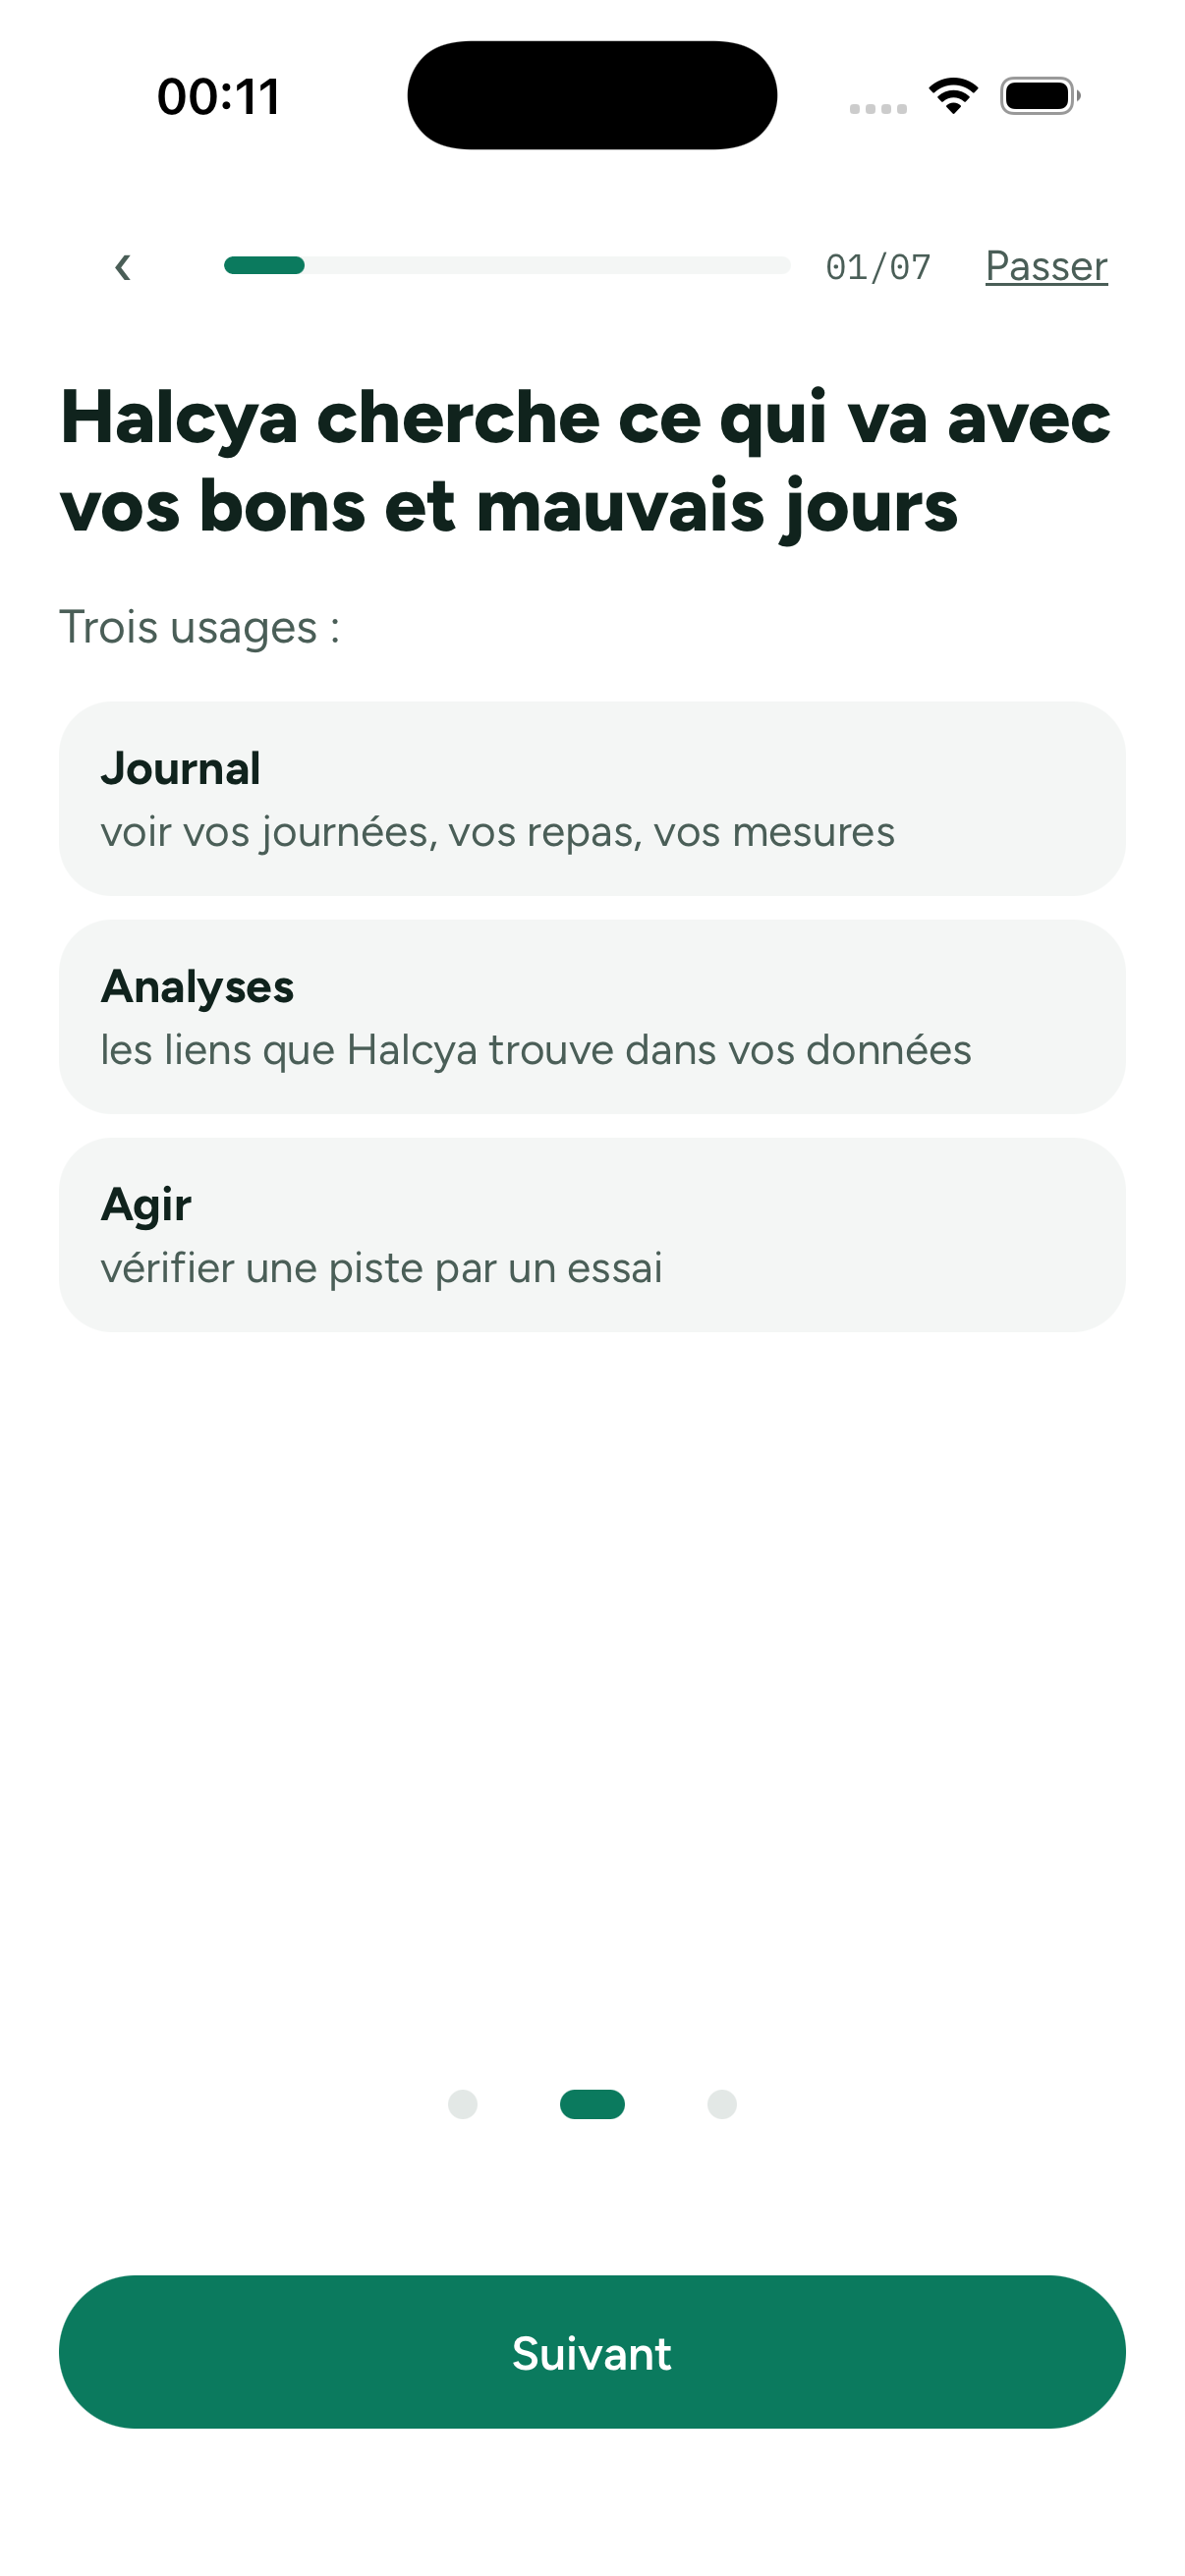 00:11
‹ 01/07 Passer
Halcya cherche ce qui va avec
vos bons et mauvais jours
Trois usages :
Journal
voir vos journées, vos repas, vos mesures
Analyses
les liens que Halcya trouve dans vos données
Agir
vérifier une piste par un essai
Suivant